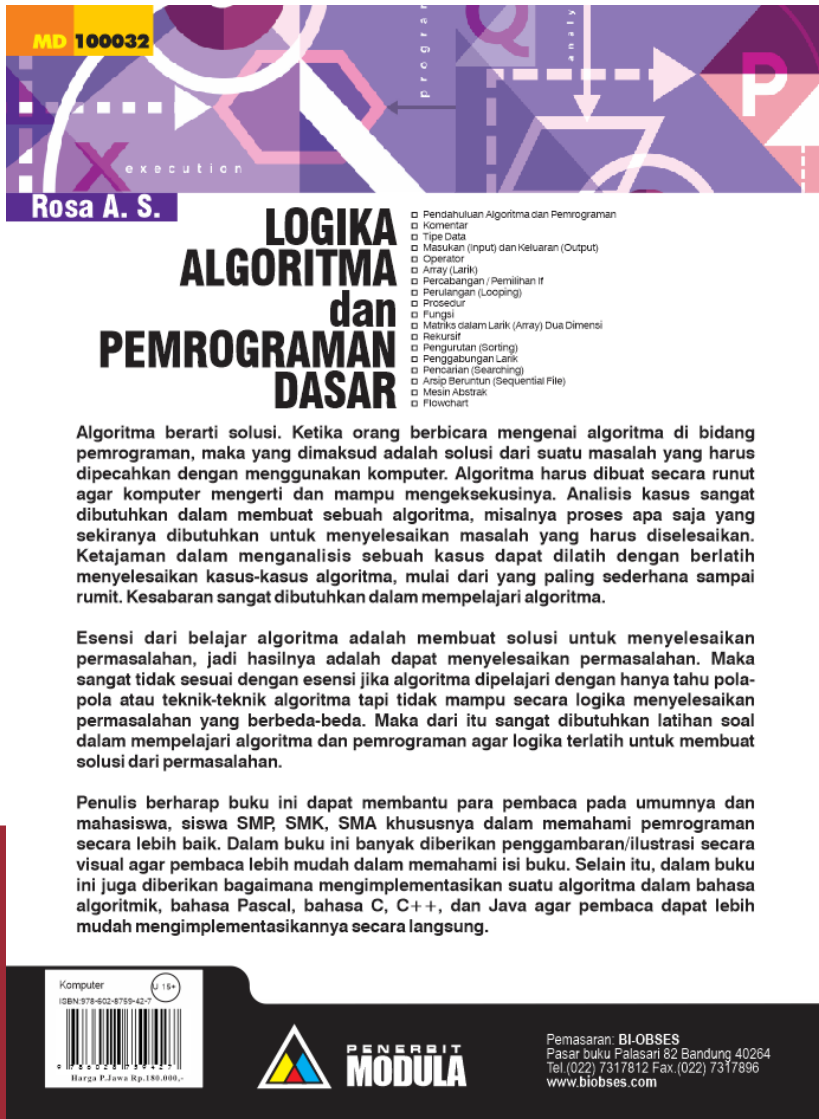 MD 100032
program
Q
analy
P
X
execution
Rosa A. S.
LOGIKA
ALGORITMA
dan
PEMROGRAMAN
DASAR
Pendahuluan Algoritma dan Pemrograman
Komentar
Tipe Data
Masukan (Input) dan Keluaran (Output)
Operator
Array (Larik)
Percabangan / Pemilihan If
Perulangan (Looping)
Prosedur
Fungsi
Matriks dalam Larik (Array) Dua Dimensi
Rekursif
Pengurutan (Sorting)
Penggabungan Larik
Pencarian (Searching)
Arsip Beruntun (Sequential File)
Mesin Abstrak
Flowchart
Algoritma berarti solusi. Ketika orang berbicara mengenai algoritma di bidang
pemrograman, maka yang dimaksud adalah solusi dari suatu masalah yang harus
dipecahkan dengan menggunakan komputer. Algoritma harus dibuat secara runut
agar komputer mengerti dan mampu mengeksekusinya. Analisis kasus sangat
dibutuhkan dalam membuat sebuah algoritma, misalnya proses apa saja yang
sekiranya dibutuhkan untuk menyelesaikan masalah yang harus diselesaikan.
Ketajaman dalam menganalisis sebuah kasus dapat dilatih dengan berlatih
menyelesaikan kasus-kasus algoritma, mulai dari yang paling sederhana sampai
rumit. Kesabaran sangat dibutuhkan dalam mempelajari algoritma.
Esensi dari belajar algoritma adalah membuat solusi untuk menyelesaikan
permasalahan, jadi hasilnya adalah dapat menyelesaikan permasalahan. Maka
sangat tidak sesuai dengan esensi jika algoritma dipelajari dengan hanya tahu pola-
pola atau teknik-teknik algoritma tapi tidak mampu secara logika menyelesaikan
permasalahan yang berbeda-beda. Maka dari itu sangat dibutuhkan latihan soal
dalam mempelajari algoritma dan pemrograman agar logika terlatih untuk membuat
solusi dari permasalahan.
Penulis berharap buku ini dapat membantu para pembaca pada umumnya dan
mahasiswa, siswa SMP, SMK, SMA khususnya dalam memahami pemrograman
secara lebih baik. Dalam buku ini banyak diberikan penggambaran/ilustrasi secara
visual agar pembaca lebih mudah dalam memahami isi buku. Selain itu, dalam buku
ini juga diberikan bagaimana mengimplementasikan suatu algoritma dalam bahasa
algoritmik, bahasa Pascal, bahasa C, C++, dan Java agar pembaca dapat lebih
mudah mengimplementasikannya secara langsung.
Komputer
U 15+
ISBN:978-602-8759-42-7
9 786028 759427
Harga P.Jawa Rp.180.000,-
PENERBIT
MODULA
Pemasaran: BI-OBSES
Pasar buku Palasari 82 Bandung 40264
Tel.(022) 7317812 Fax.(022) 7317896
www.biobses.com